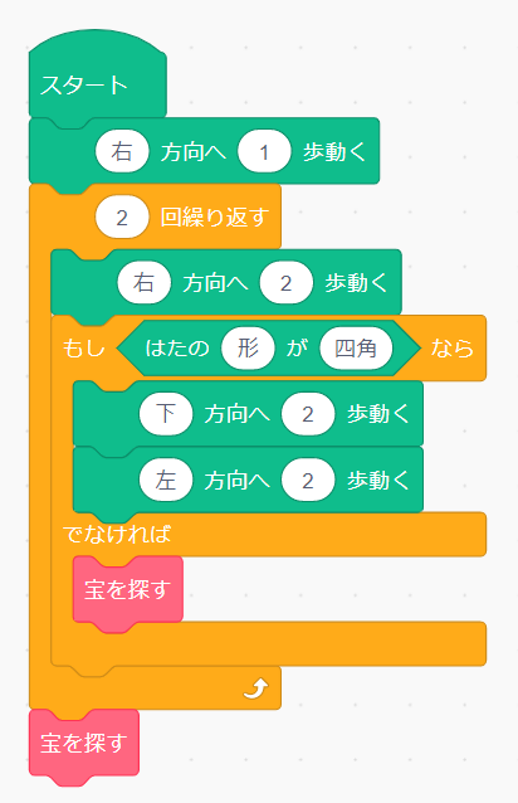 スタート
右 方向へ 1 歩動く
2 回繰り返す
右 方向へ 2 歩動く
もし はたの 形 が 四角 なら
下 方向へ 2 歩動く
左 方向へ 2 歩動く
でなければ
宝を探す
宝を探す